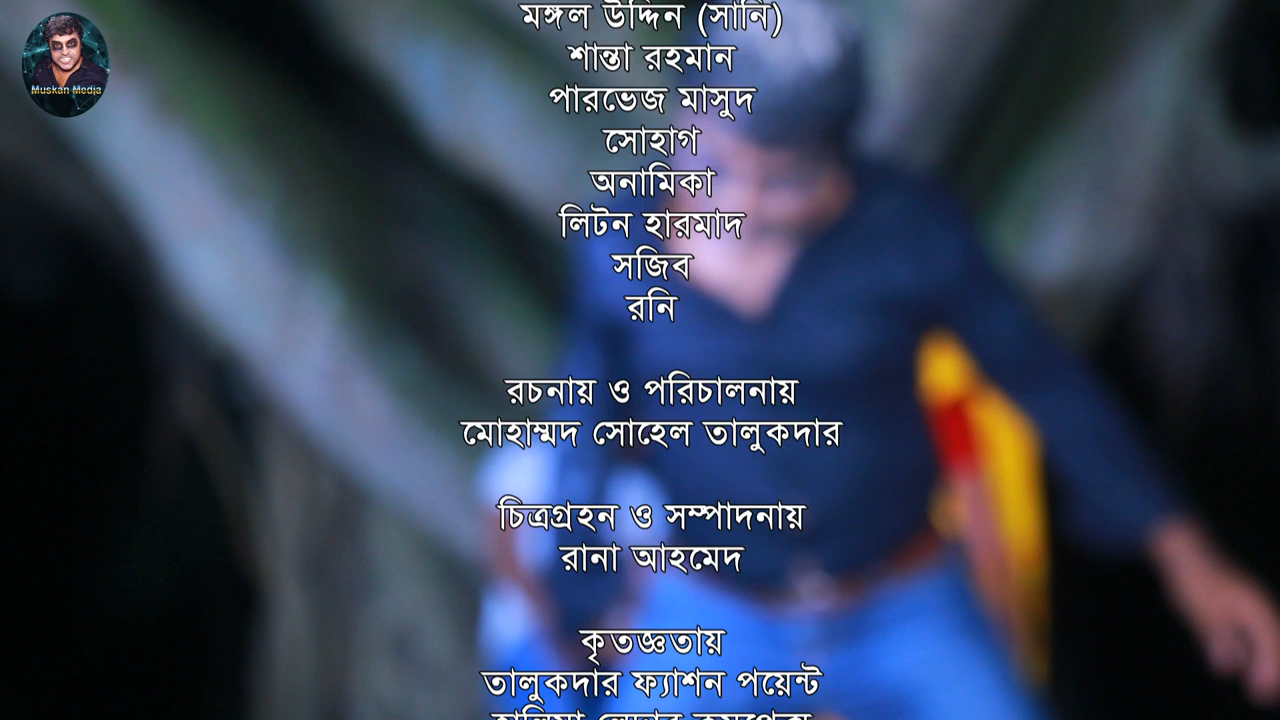 Muskan Media
মঙ্গল উদ্দিন (সানি)
শান্তা রহমান
পারভেজ মাসুদ
সোহাগ
অনামিকা
লিটন হারমাদ
সজিব
রনি
রচনায় ও পরিচালনায়
মোহাম্মদ সোহেল তালুকদার
চিত্রগ্রহন ও সম্পাদনায়
রানা আহমেদ
কৃতজ্ঞতায়
তালুকদার ফ্যাশন পয়েন্ট